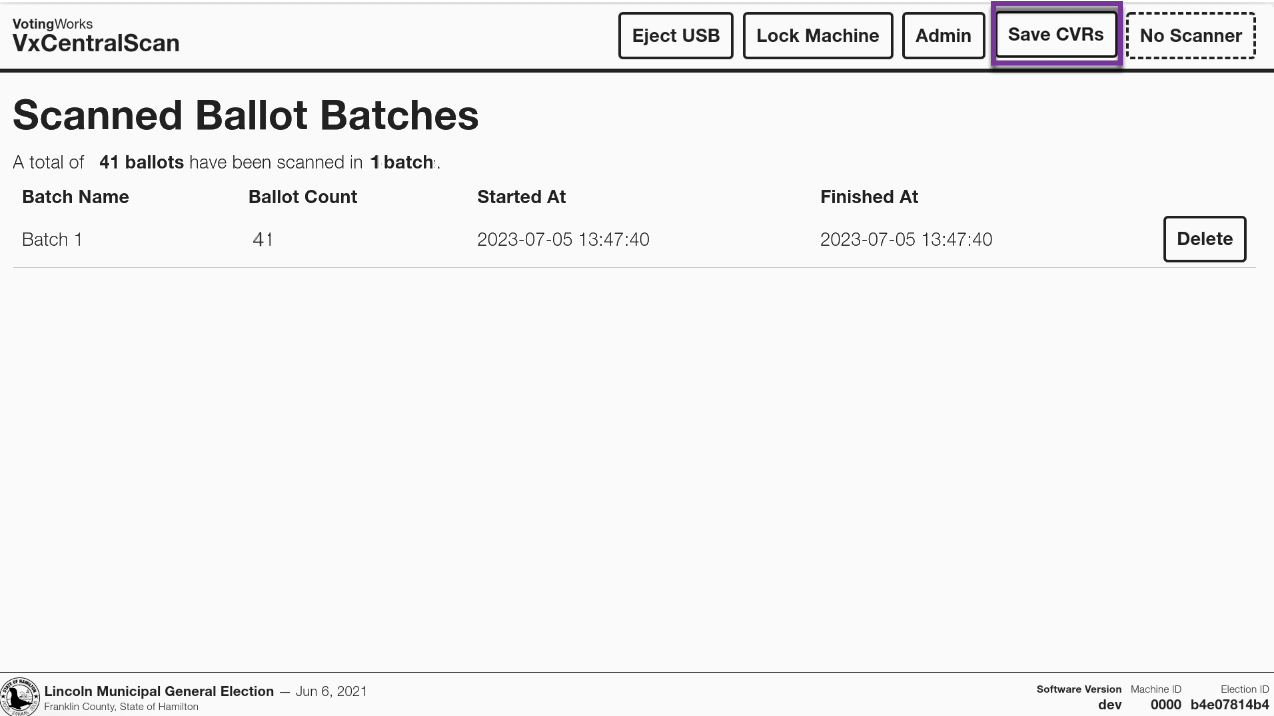 VotingWorks
VxCentralScan
Eject USB
Lock Machine
Admin
Save CVRs
No Scanner
Scanned Ballot Batches
A total of 41 ballots have been scanned in 1 batch.
Batch Name Ballot Count Started At Finished At
Batch 1 41 2023-07-05 13:47:40 2023-07-05 13:47:40 Delete
Lincoln Municipal General Election — Jun 6, 2021
Franklin County, State of Hamilton
Software Version Machine ID Election ID
dev 0000 b4e07814b4